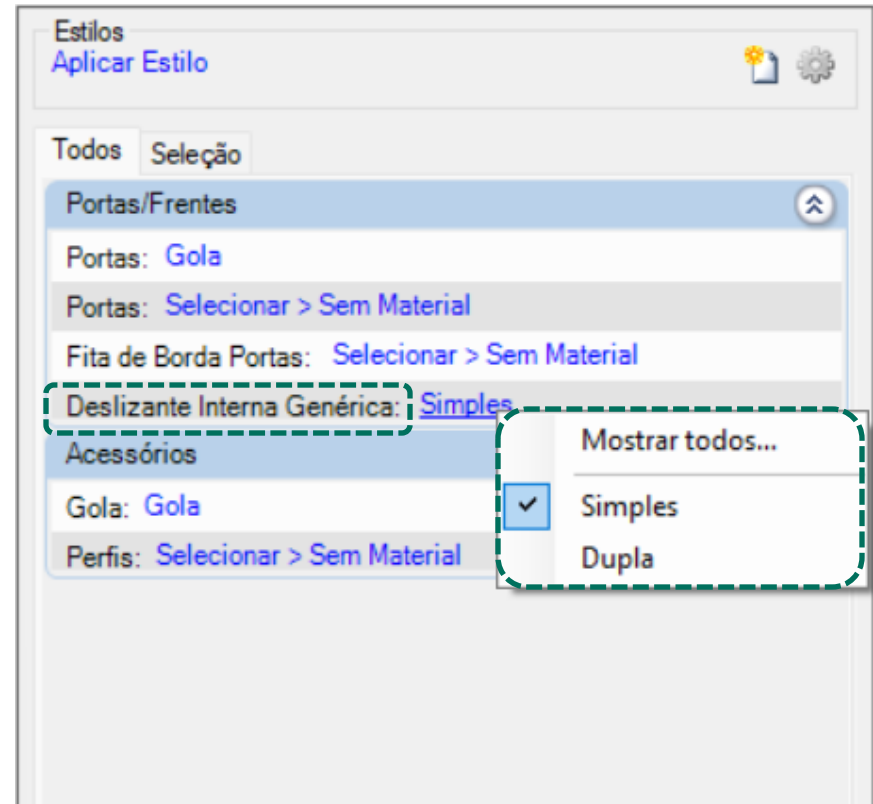 Estilos
Aplicar Estilo
Todos
Seleção
Portas/Frentes
Portas: Gola
Portas: Selecionar > Sem Material
Fita de Borda Portas: Selecionar > Sem Material
Deslizante Interna Genérica: Simples
Mostrar todos...
Simples
Dupla
Acessórios
Gola: Gola
Perfis: Selecionar > Sem Material